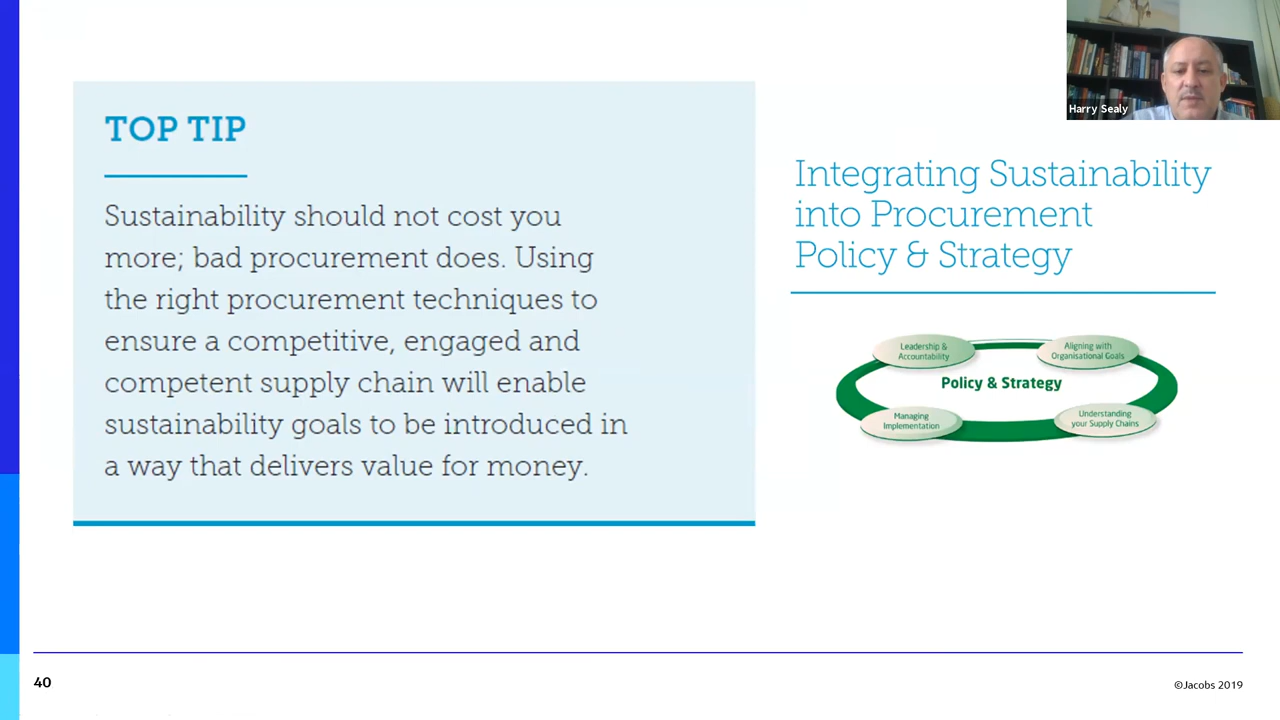 Harry Sealy
TOP TIP
Sustainability should not cost you
more; bad procurement does. Using
the right procurement techniques to
ensure a competitive, engaged and
competent supply chain will enable
sustainability goals to be introduced in
a way that delivers value for money.
Integrating Sustainability
into Procurement
Policy & Strategy
Leadership &
Accountability
Aligning with
Organisational Goals
Policy & Strategy
Managing
Implementation
Understanding
your Supply Chains
40
©Jacobs 2019